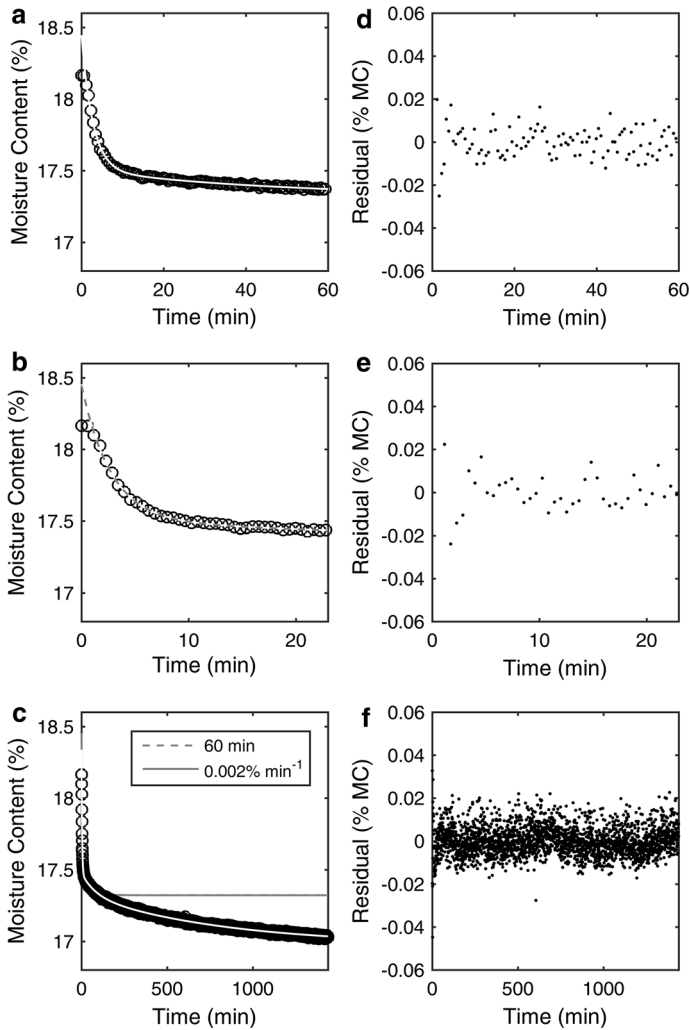 a
18.5
18
17.5
17
Moisture Content (%)
0 20 40 60
Time (min)
d
0.06
0.04
0.02
0
-0.02
-0.04
-0.06
Residual (% MC)
0 20 40 60
Time (min)
b
18.5
18
17.5
17
Moisture Content (%)
0 10 20
Time (min)
e
0.06
0.04
0.02
0
-0.02
-0.04
-0.06
Residual (% MC)
0 10 20
Time (min)
c
18.5
18
17.5
17
Moisture Content (%)
60 min
0.002% min⁻¹
0 500 1000
Time (min)
f
0.06
0.04
0.02
0
-0.02
-0.04
-0.06
Residual (% MC)
0 500 1000
Time (min)